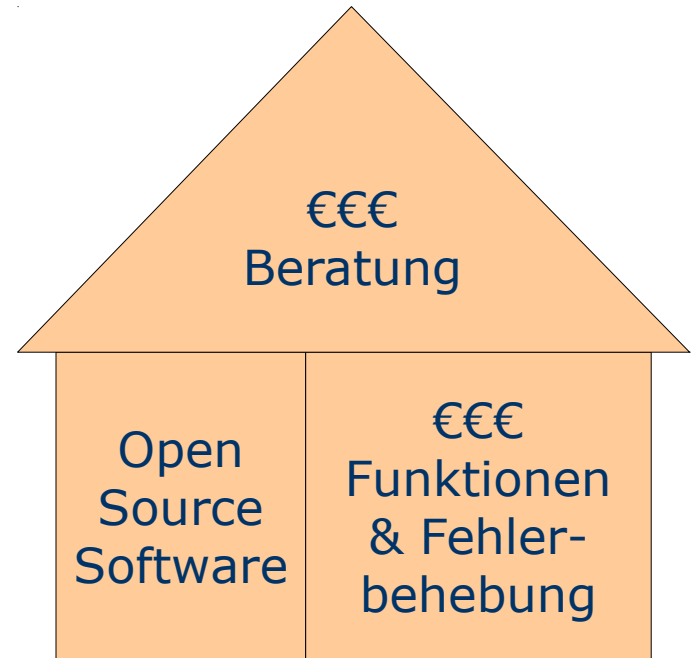 €€€
Beratung
Open
Source
Software
€€€
Funktionen
& Fehler-
behebung